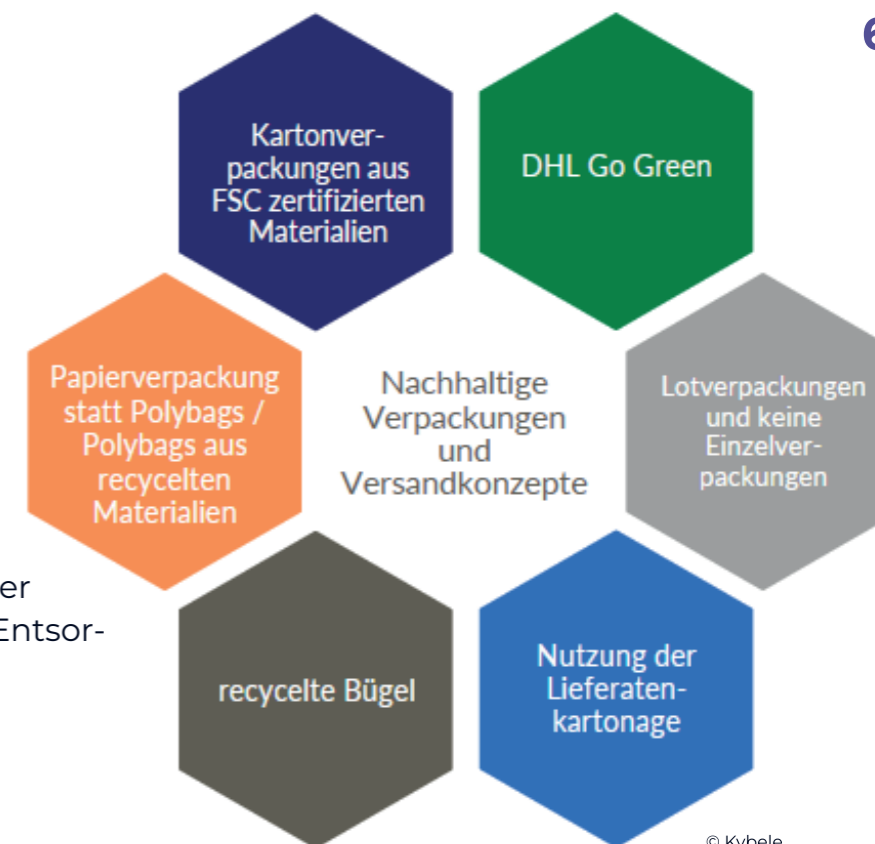 6
Kartonver-
packungen aus
FSC zertifizierten
Materialien
DHL Go Green
Papierverpackung
statt Polybags /
Polybags aus
recycelten
Materialien
Nachhaltige
Verpackungen
und
Versandkonzepte
Lotverpackungen
und keine
Einzelver-
packungen
er
Entsor-
recycelte Bügel
Nutzung der
Lieferaten-
kartonage
© Kybele